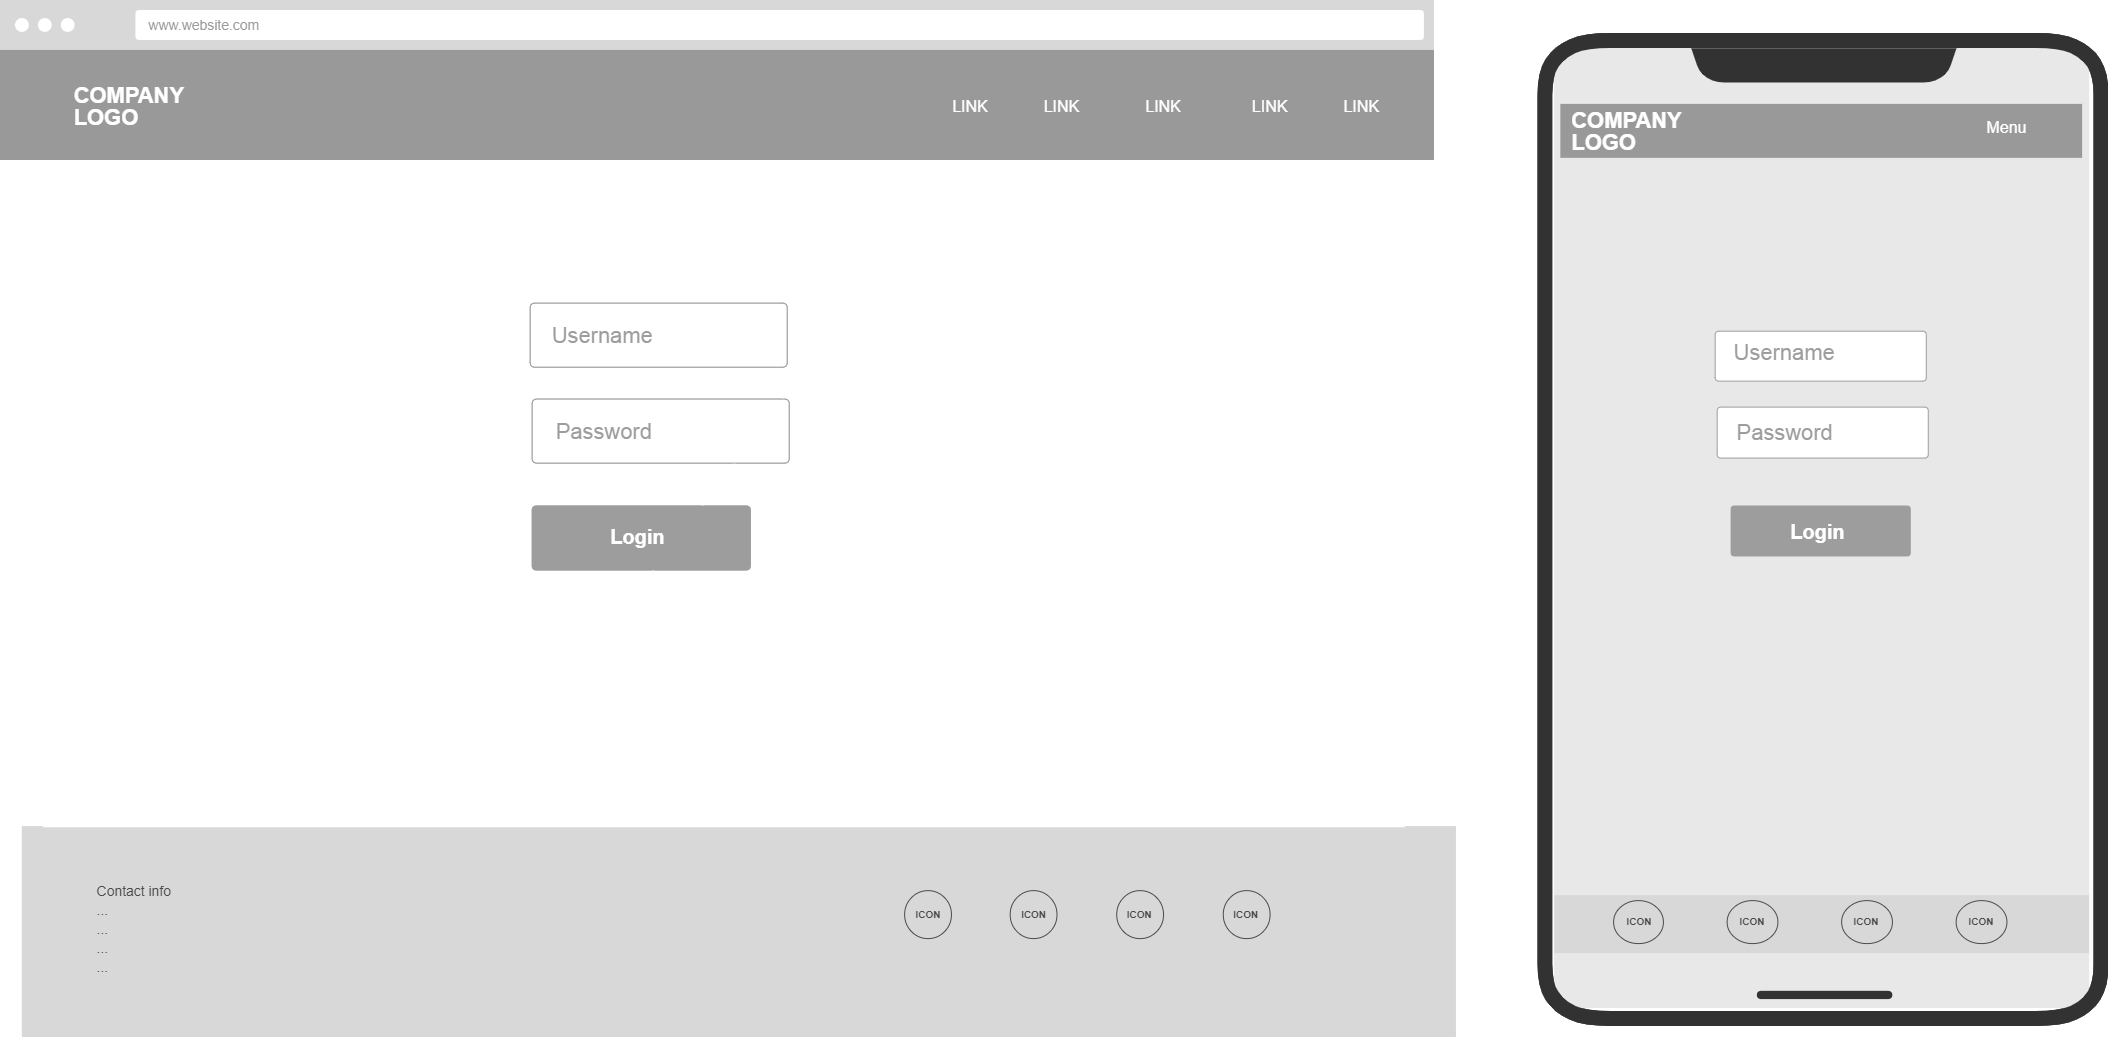 www.website.com
COMPANY
LOGO
LINK LINK LINK LINK LINK
Username
Password
Login
Contact info
...
...
...
...
ICON ICON ICON ICON
COMPANY
LOGO
Menu
Username
Password
Login
ICON ICON ICON ICON